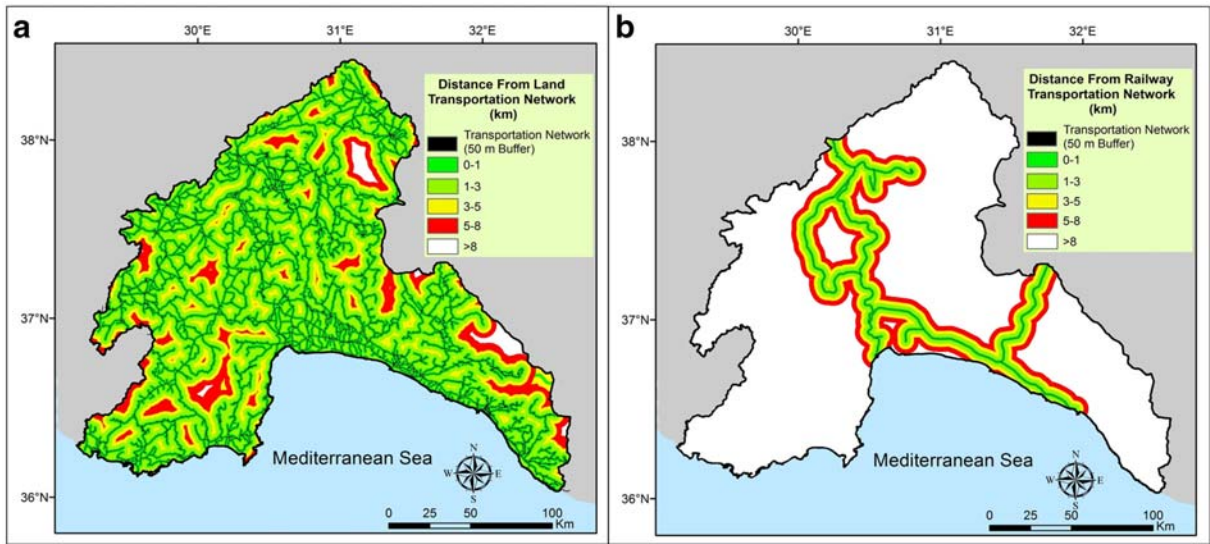 a
30°E
31°E
32°E
38°N
37°N
36°N
Distance From Land
Transportation Network
(km)
Transportation Network
(50 m Buffer)
0-1
1-3
3-5
5-8
>8
Mediterranean Sea
N
W
E
S
0
25
50
100
Km
b
30°E
31°E
32°E
38°N
37°N
36°N
Distance From Railway
Transportation Network
(km)
Transportation Network
(50 m Buffer)
0-1
1-3
3-5
5-8
>8
Mediterranean Sea
N
W
E
S
0
25
50
100
Km